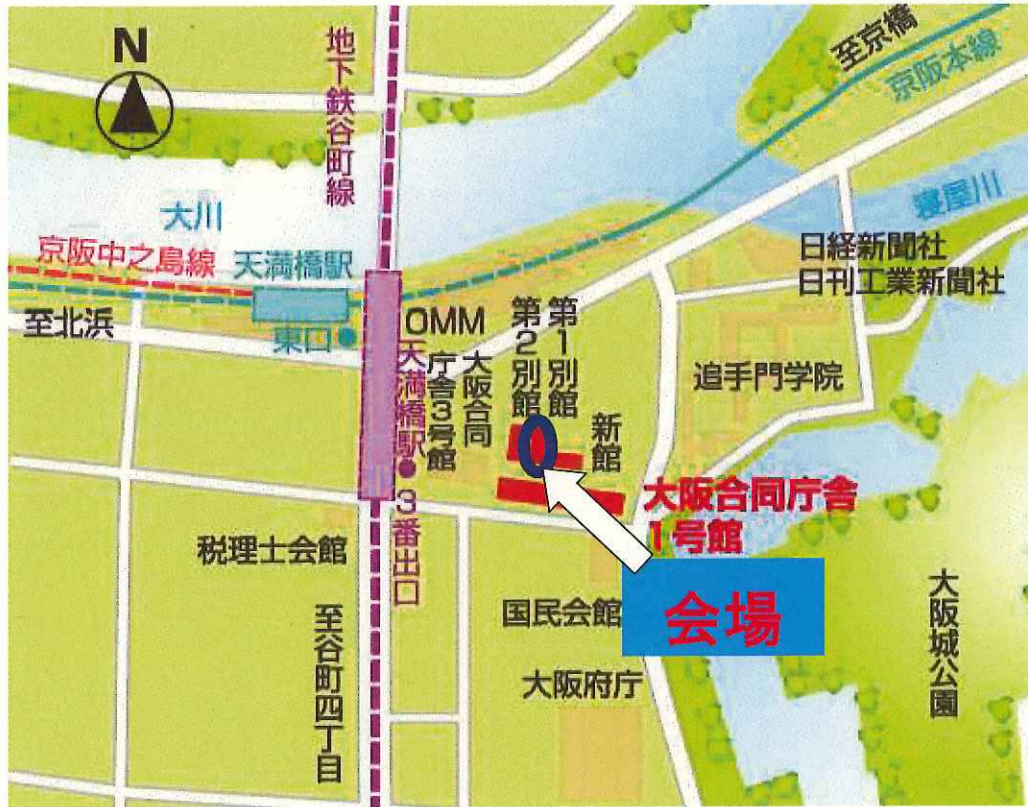 N
地下鉄谷町線
至京橋
京阪本線
大川
寝屋川
京阪中之島線
天満橋駅
日経新聞社
日刊工業新聞社
至北浜
東口
OMM
第2別館
第1別館
大阪合同
庁舎3号館
天満橋駅
3番出口
新館
追手門学院
大阪合同庁舎
1号館
税理士会館
会場
国民会館
大阪府庁
至谷町四丁目
大阪城公園